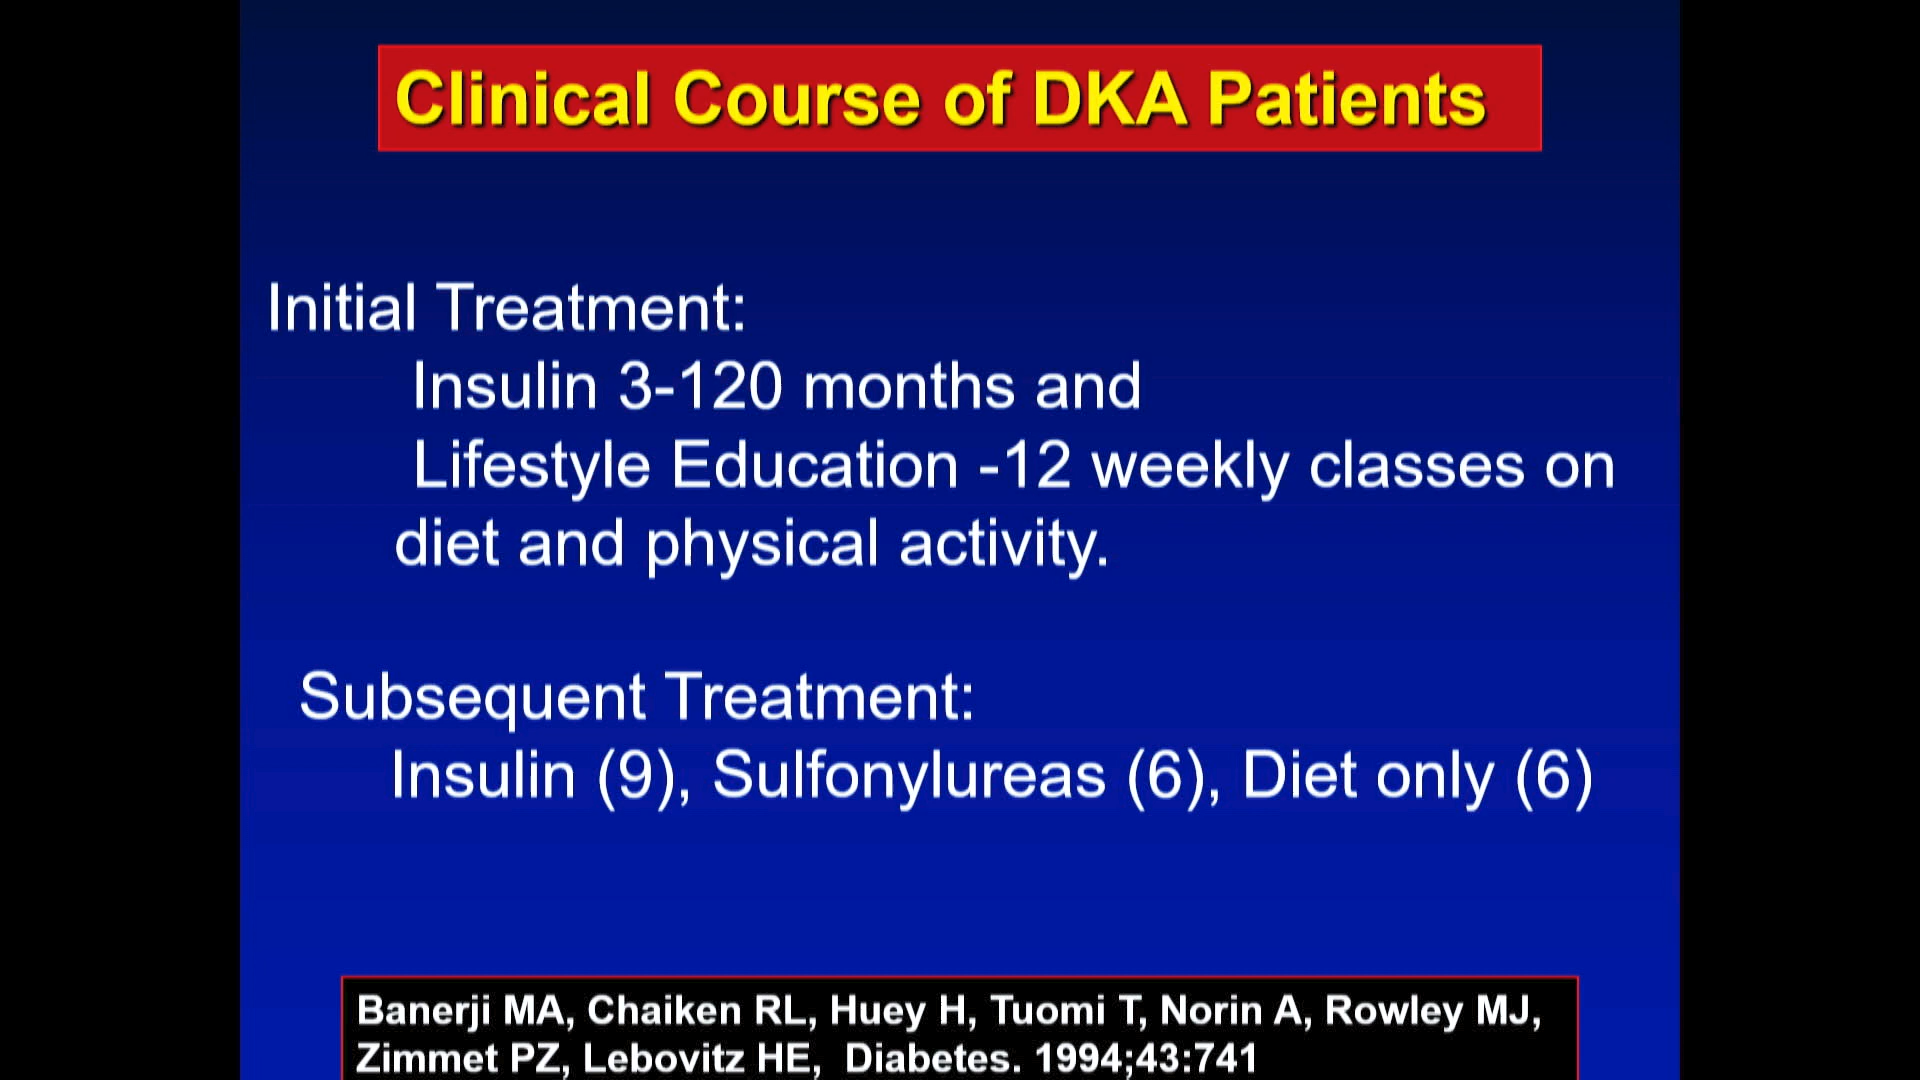 Clinical Course of DKA Patients
Initial Treatment:
Insulin 3-120 months and
Lifestyle Education -12 weekly classes on
diet and physical activity.
Subsequent Treatment:
Insulin (9), Sulfonylureas (6), Diet only (6)
Banerji MA, Chaiken RL, Huey H, Tuomi T, Norin A, Rowley MJ,
Zimmet PZ, Lebovitz HE, Diabetes. 1994;43:741